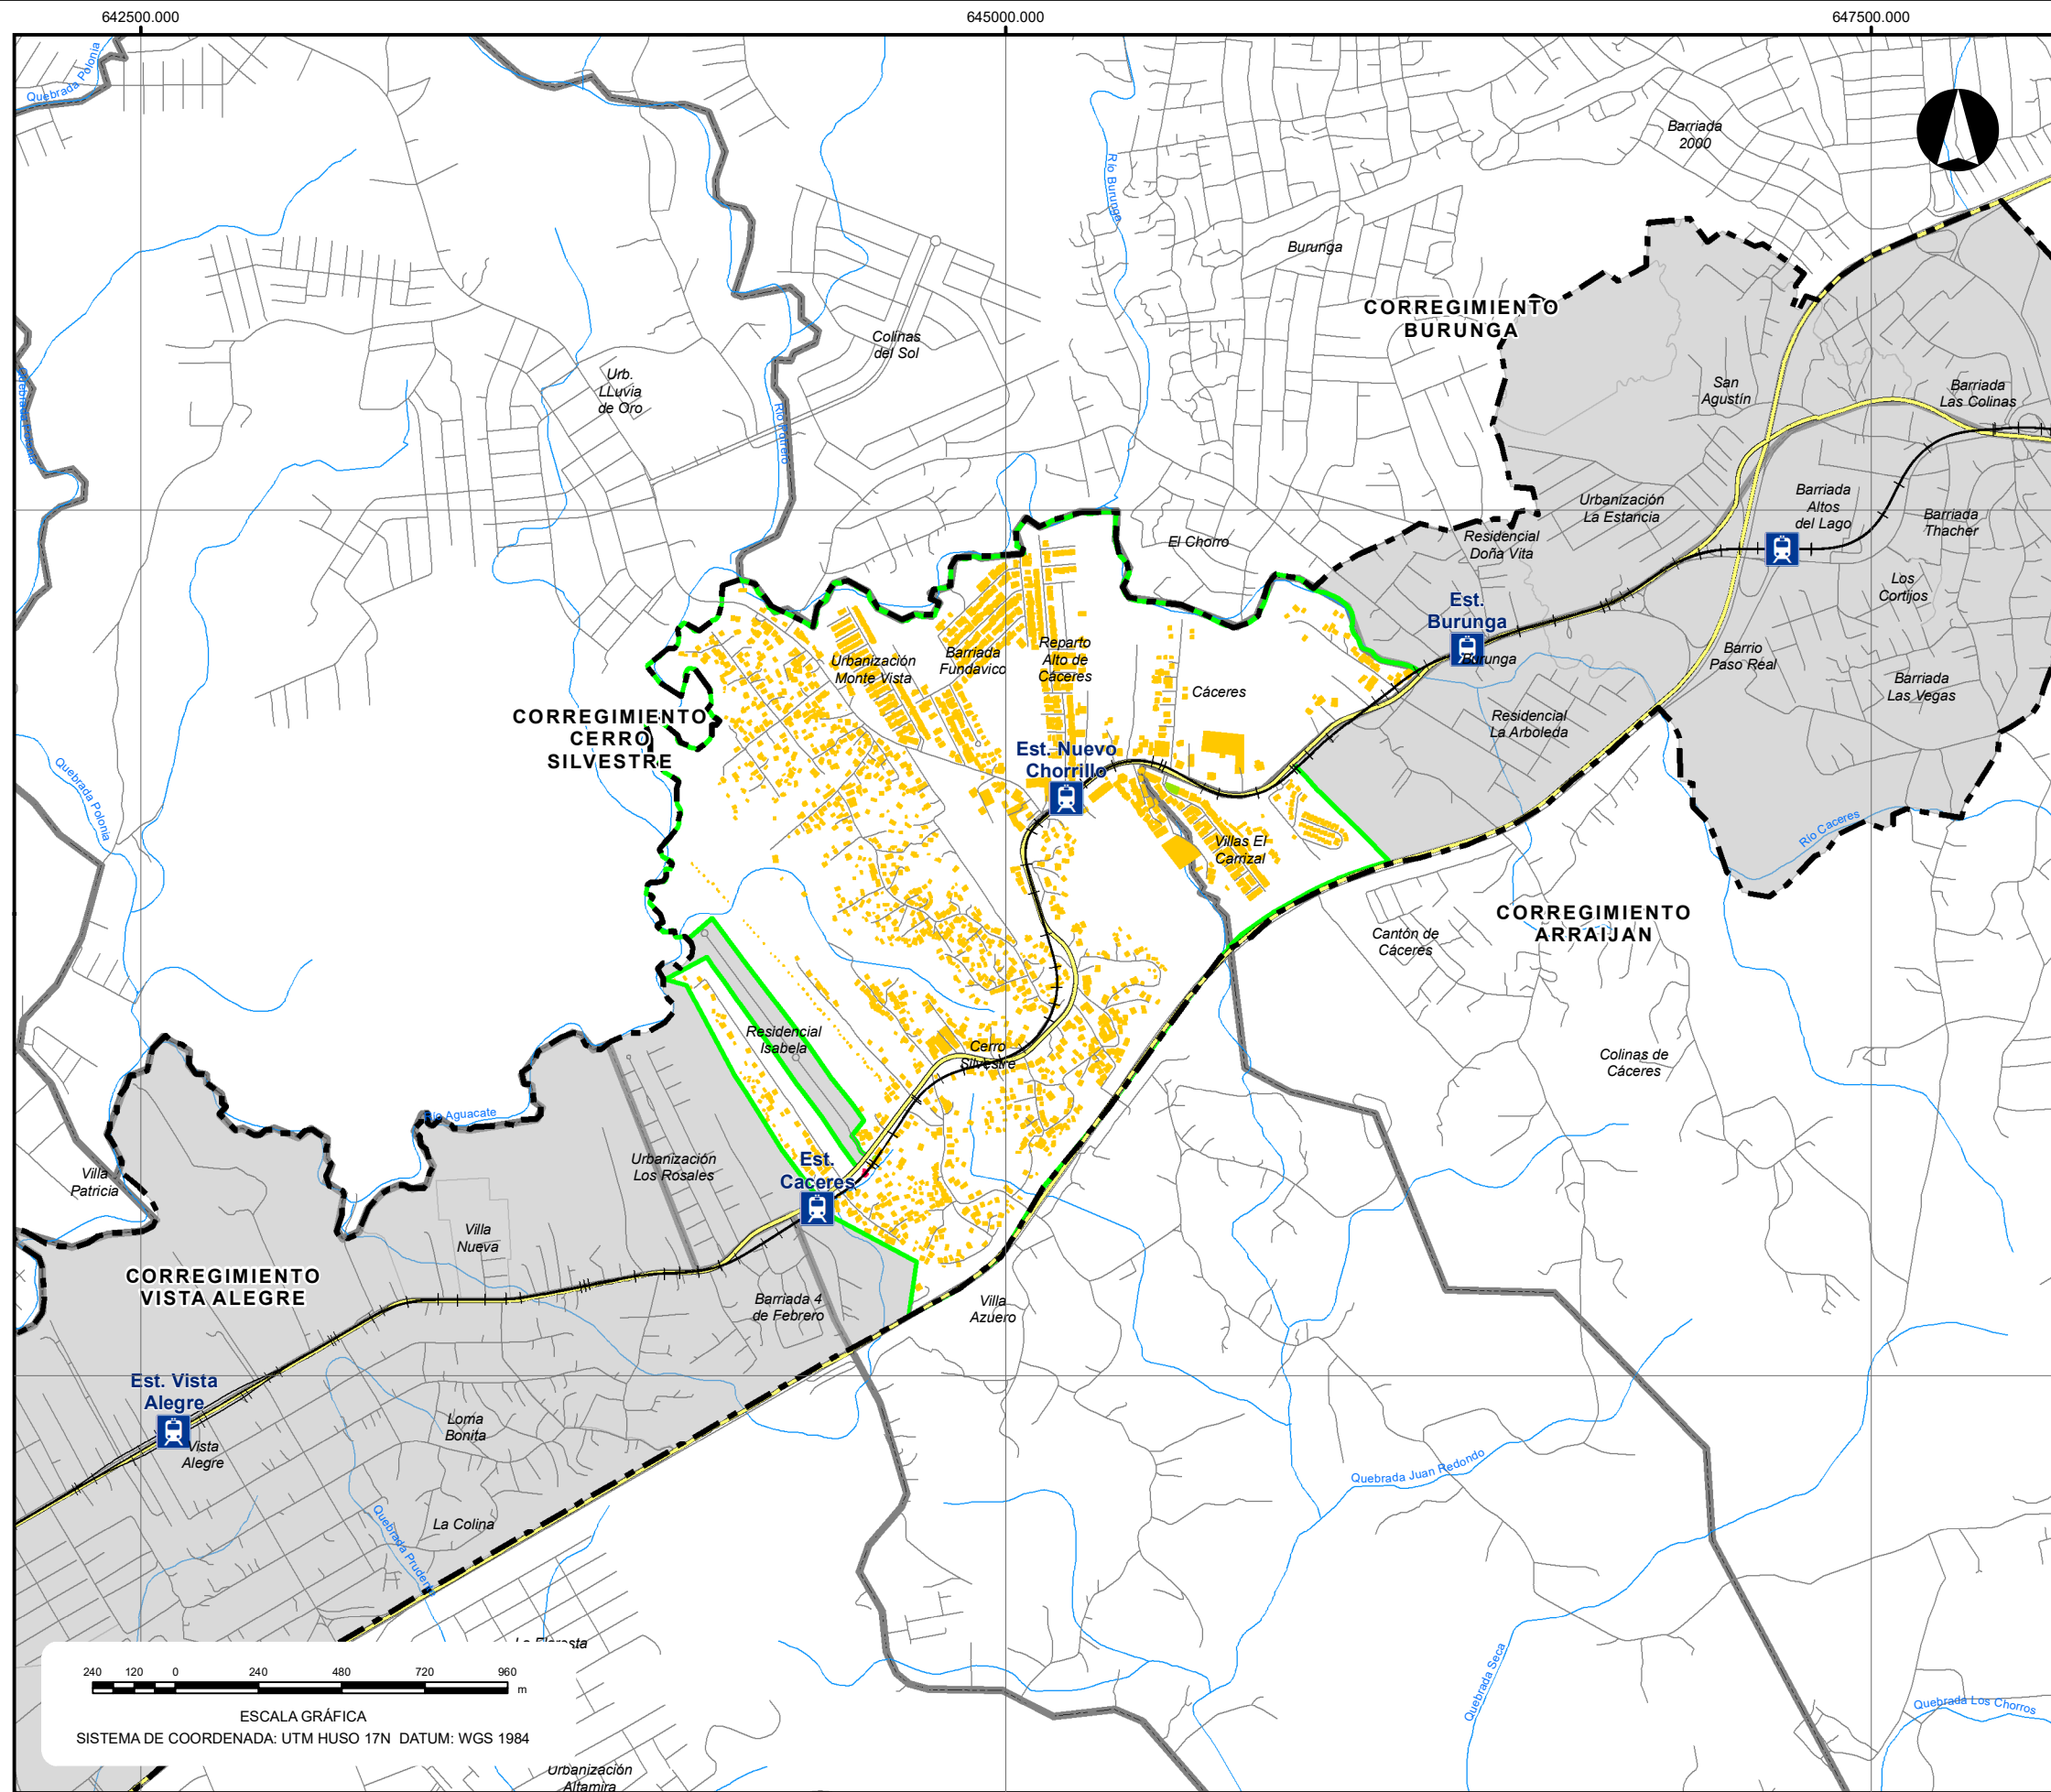 642500.000
645000.000
647500.000
Quebrada Polonia
Barriada
2000
Río Burunga
Burunga
CORREGIMIENTO
BURUNGA
Colinas
del Sol
Urb.
LLuvia
de Oro
San
Agustín
Barriada
Las Colinas
Río Potrero
Urbanización
La Estancia
Barriada
Altos
del Lago
Barriada
Thacher
El Chorro
Residencial
Doña Vita
Los
Cortijos
Est.
Burunga
Burunga
Reparto
Alto de
Cáceres
Barriada
Fundavico
Urbanización
Monte Vista
Barrio
Paso Real
Cáceres
Barriada
Las Vegas
CORREGIMIENTO
CERRO
SILVESTRE
Residencial
La Arboleda
Est. Nuevo
Chorrillo
Quebrada Polonia
Río Caceres
Villas El
Carrizal
CORREGIMIENTO
ARRAIJAN
Cantón de
Cáceres
Residencial
Isabela
Cerro
Silvestre
Colinas de
Cáceres
Río Aguacate
Villa
Patricia
Urbanización
Los Rosales
Est.
Caceres
Villa
Nueva
CORREGIMIENTO
VISTA ALEGRE
Barriada 4
de Febrero
Villa
Azuero
Est. Vista
Alegre
Vista
Alegre
Loma
Bonita
Quebrada Juan Redondo
La Colina
Quebrada Prudente
La Floresta
Quebrada Seca
Quebrada Los Chorros
240 120 0 240 480 720 960
m
ESCALA GRÁFICA
SISTEMA DE COORDENADA: UTM HUSO 17N DATUM: WGS 1984
Urbanización
Altamira